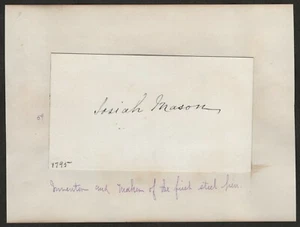 Josiah Mason
1795
Inventor and Maker of the first steel pen